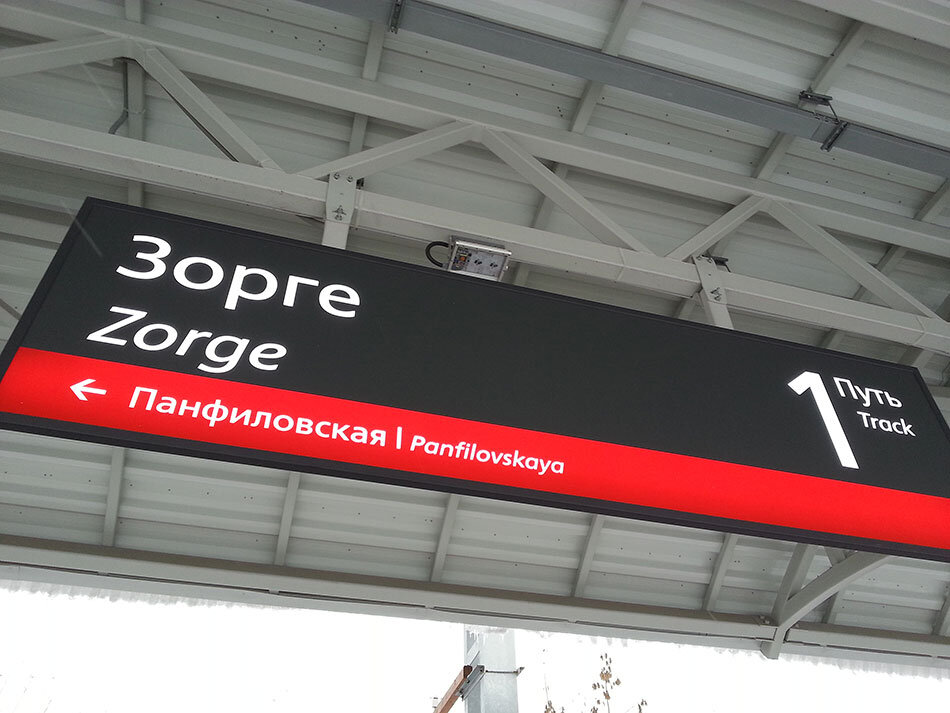 Зорге
Zorge
← Панфиловская | Panfilovskaya
1 Путь
Track